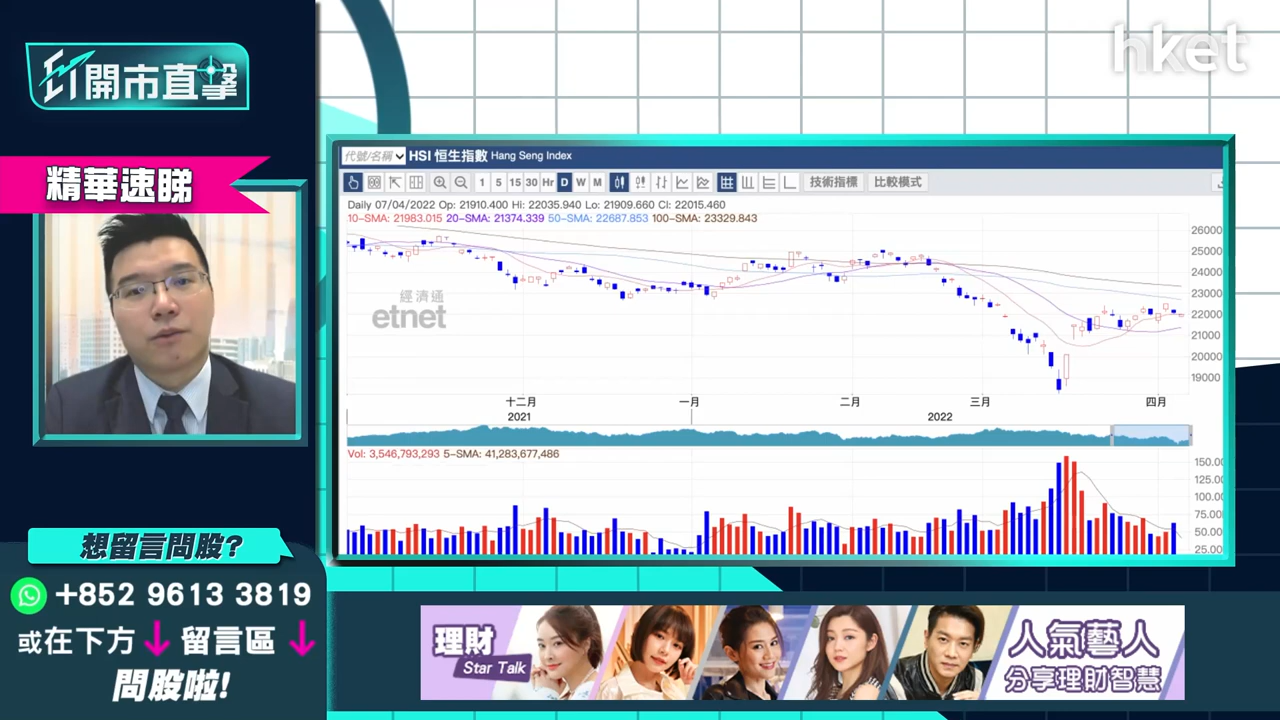 hket
ET開市直擊
精華速睇
代號/名稱 HSI 恒生指數 Hang Seng Index
1 5 15 30 Hr D W M 技術指標 比較模式
Daily 07/04/2022 Op: 21910.400 Hi: 22035.940 Lo: 21909.660 Cl: 22015.460
10-SMA: 21983.015 20-SMA: 21374.339 50-SMA: 22687.853 100-SMA: 23329.843
26000
25000
24000
23000
22000
21000
20000
19000
經濟通
etnet
十二月 一月 二月 三月 四月
2021 2022
Vol: 3,546,793,293 5-SMA: 41,283,677,486
150.00
125.00
100.00
75.00
50.00
25.00
想留言問股?
+852 9613 3819
或在下方 留言區
問股啦!
理財
Star Talk
人氣藝人
分享理財智慧